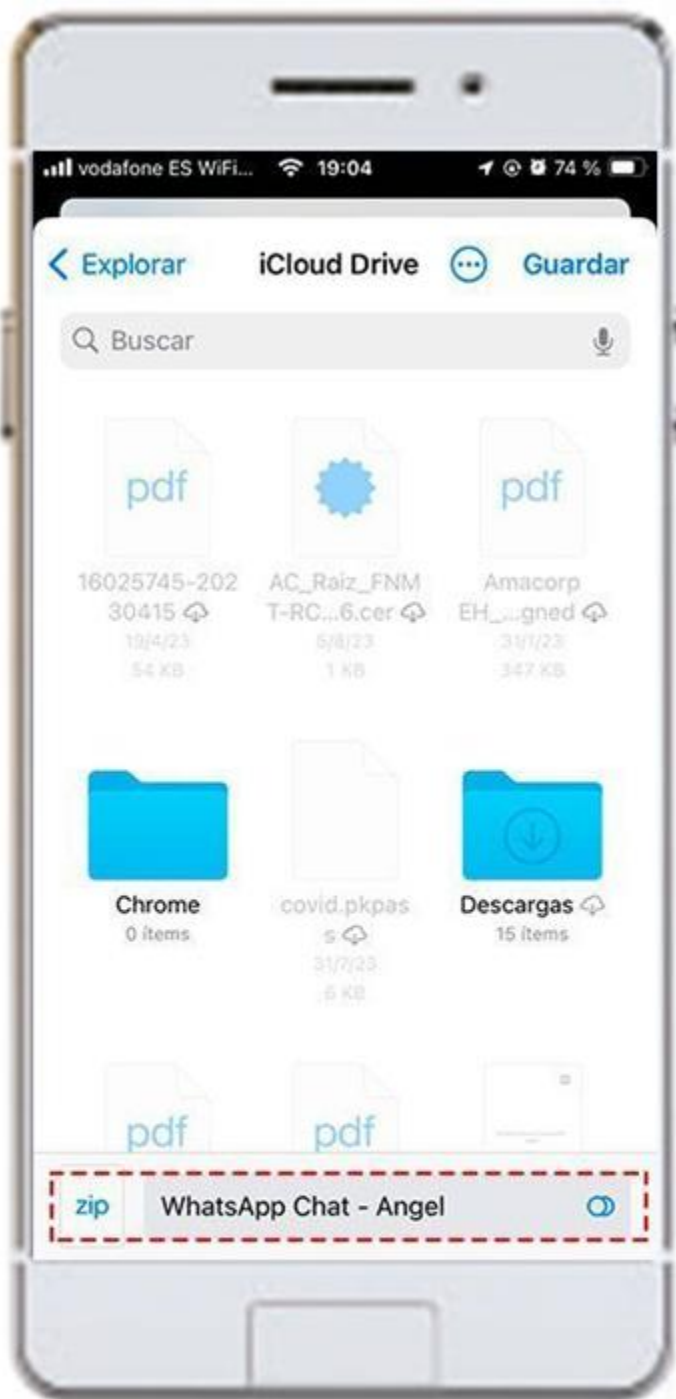 vodafone ES WiFi... 19:04 74 %
Explorar iCloud Drive Guardar
Buscar
pdf pdf
16025745-202 AC_Raiz_FNM Amacorp
30415 T-RC...6.cer EH_...gned
19/4/23 5/8/23 31/1/23
54 KB 1 KB 347 KB
Chrome covid.pkpas Descargas
0 ítems s 15 ítems
31/7/23
6 KB
pdf pdf
zip WhatsApp Chat - Angel